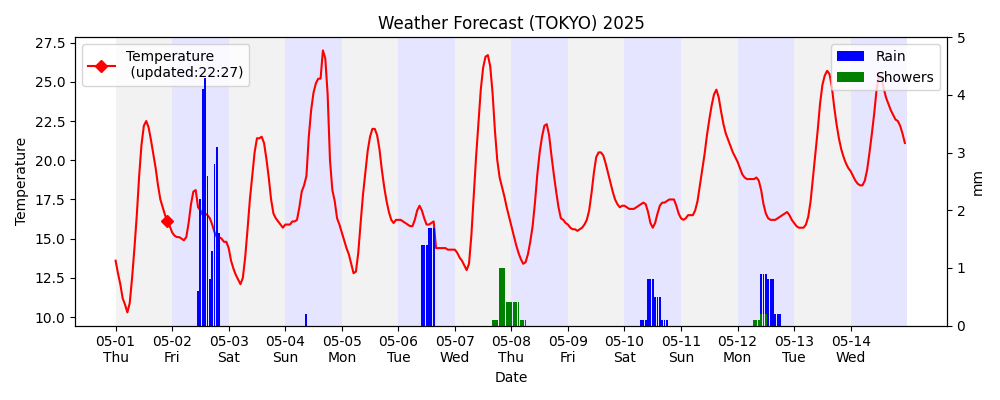 Weather Forecast (TOKYO) 2025
Temperature
(updated:22:27)
Rain
Showers
Temperature
27.5
25.0
22.5
20.0
17.5
15.0
12.5
10.0
5
4
3
2
1
0
mm
05-01 05-02 05-03 05-04 05-05 05-06 05-07 05-08 05-09 05-10 05-11 05-12 05-13 05-14
Thu Fri Sat Sun Mon Tue Wed Thu Fri Sat Sun Mon Tue Wed
Date